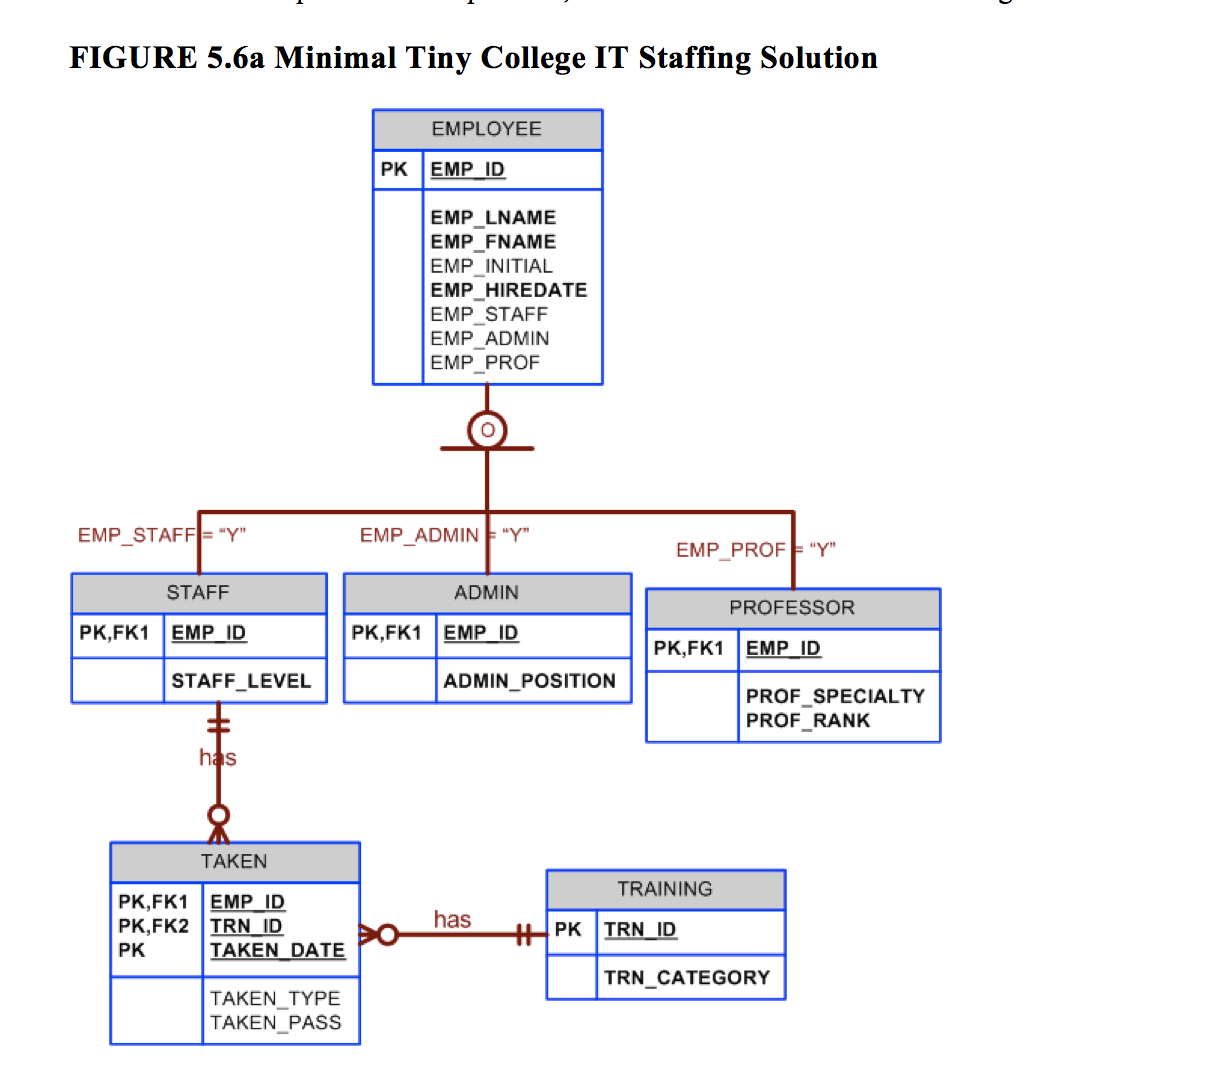 FIGURE 5.6a Minimal Tiny College IT Staffing Solution
EMPLOYEE
PK EMP_ID
EMP_LNAME
EMP_FNAME
EMP_INITIAL
EMP_HIREDATE
EMP_STAFF
EMP_ADMIN
EMP_PROF
O
EMP_STAFF = “Y”
EMP_ADMIN = “Y”
EMP_PROF = “Y”
STAFF
PK,FK1 EMP_ID
STAFF_LEVEL
ADMIN
PK,FK1 EMP_ID
ADMIN_POSITION
PROFESSOR
PK,FK1 EMP_ID
PROF_SPECIALTY
PROF_RANK
has
TAKEN
PK,FK1 EMP_ID
PK,FK2 TRN_ID
PK TAKEN_DATE
TAKEN_TYPE
TAKEN_PASS
has
TRAINING
PK TRN_ID
TRN_CATEGORY